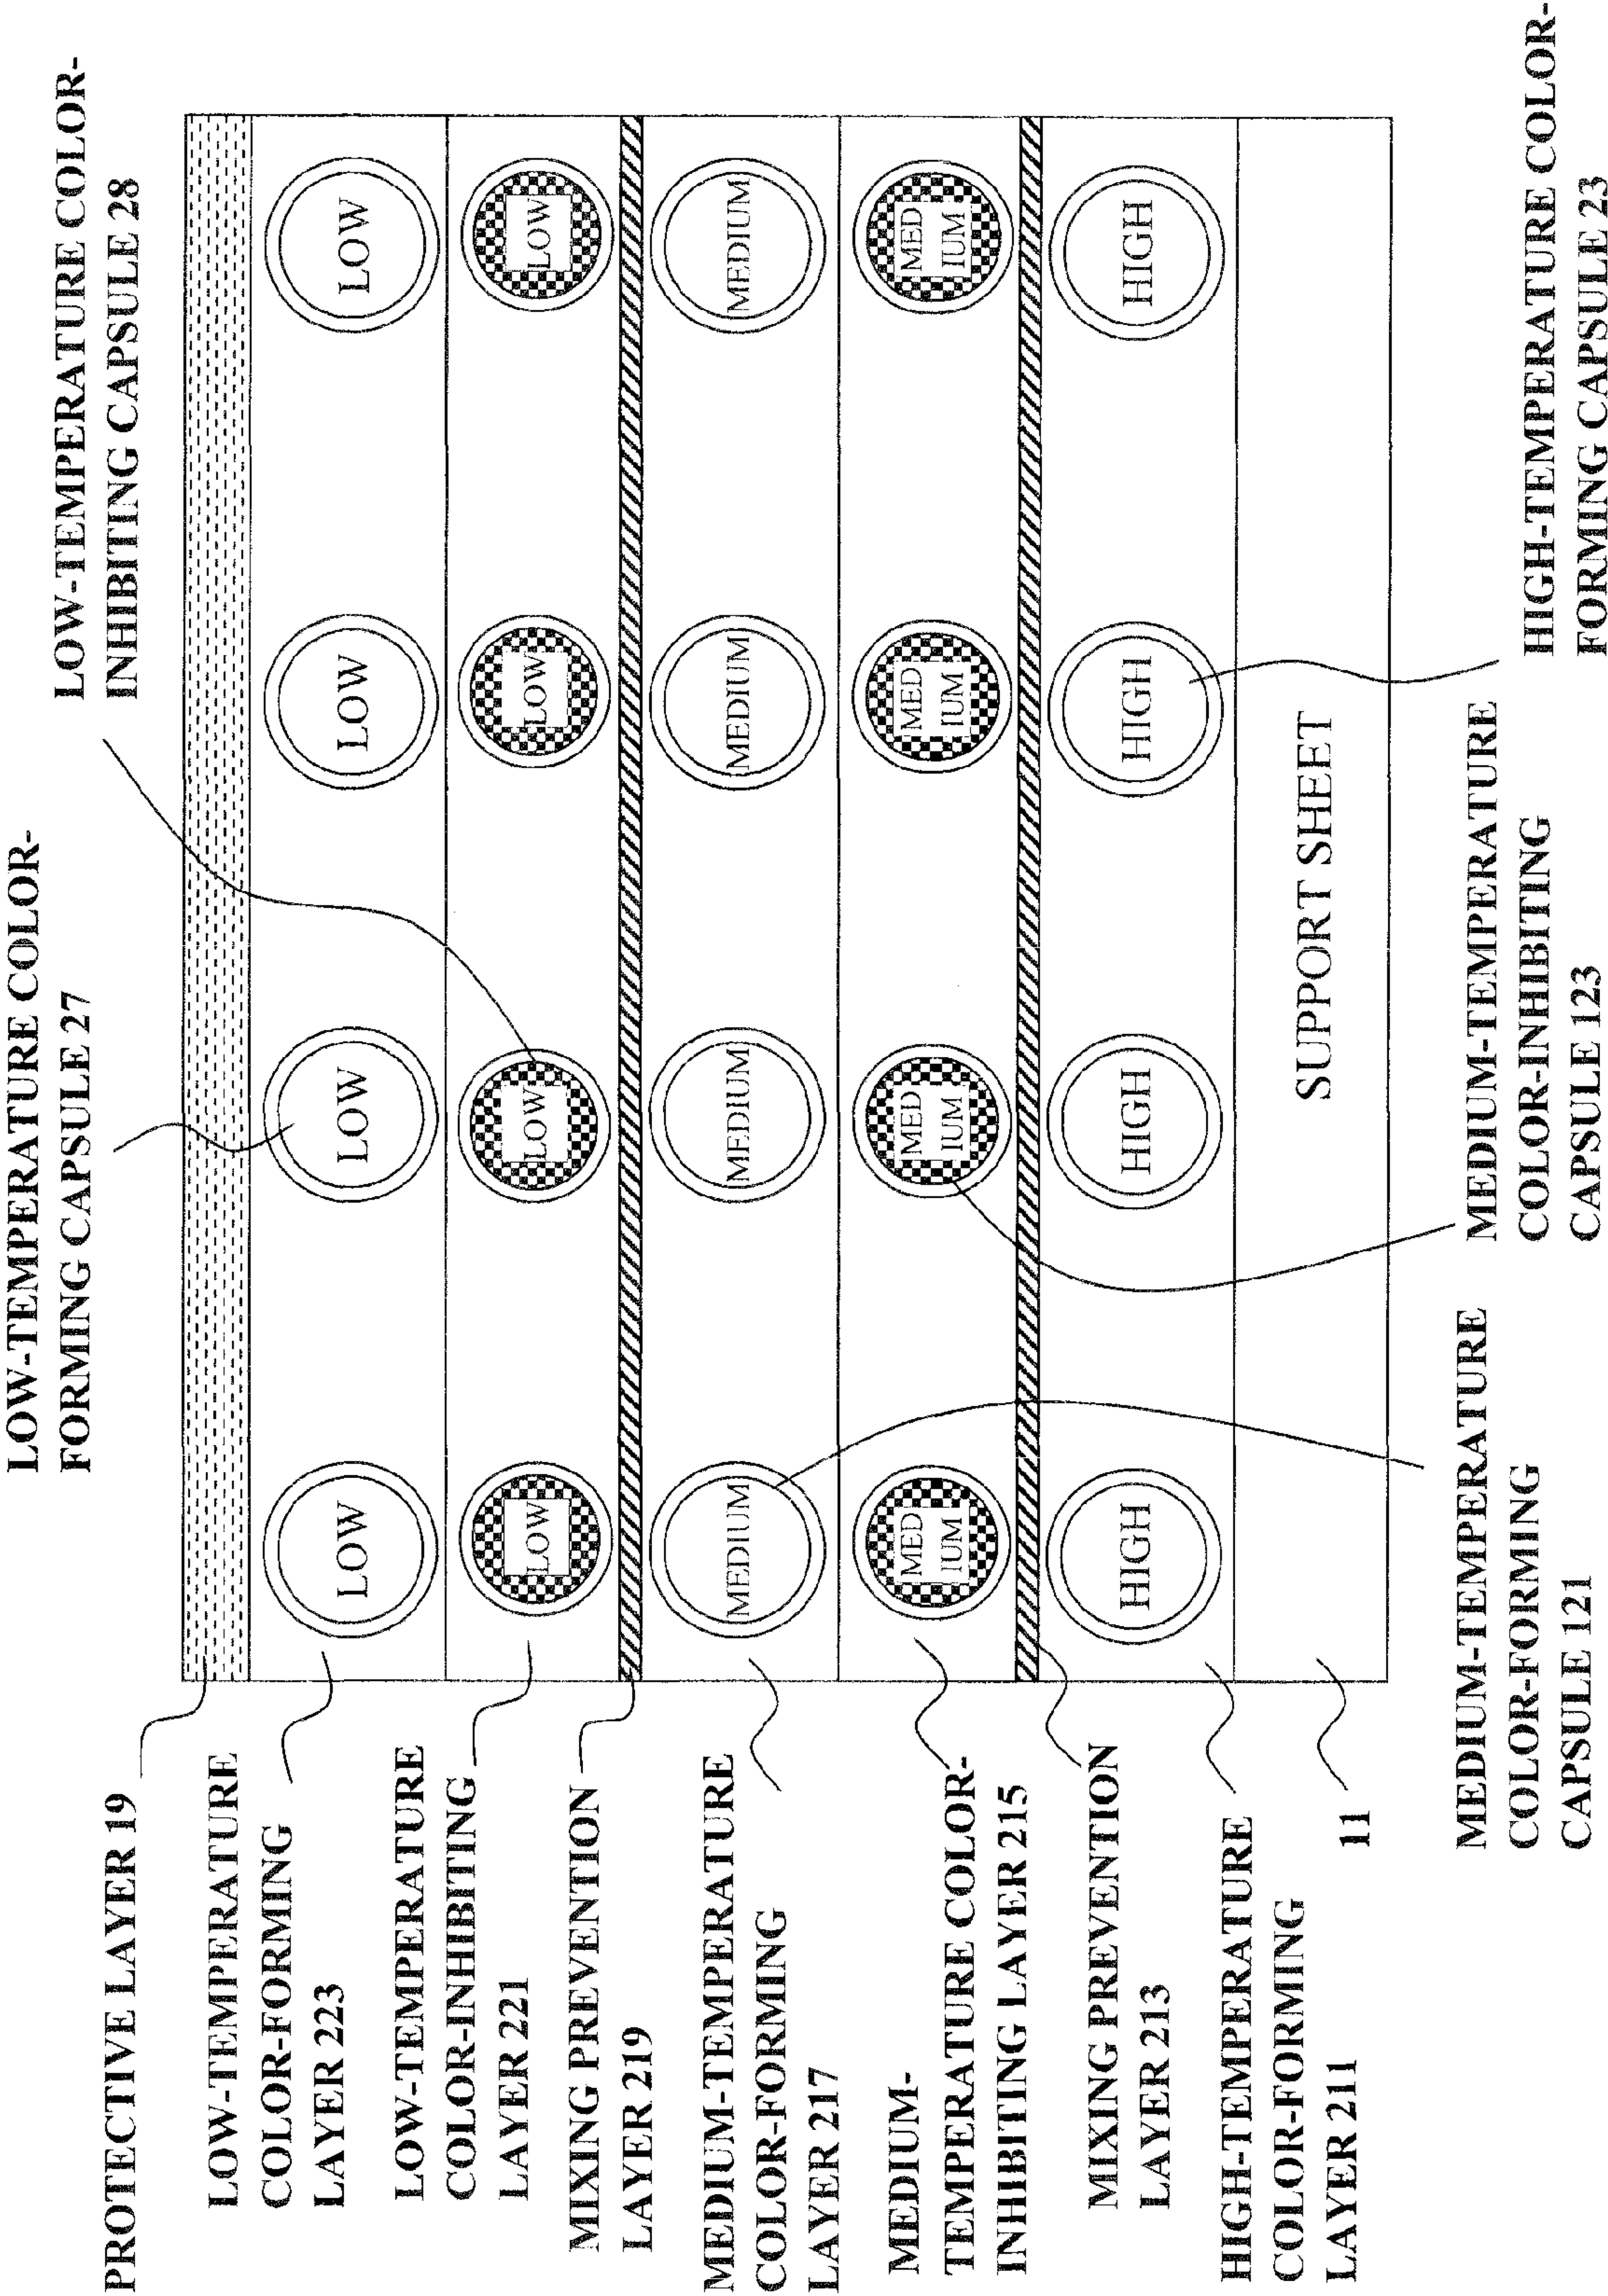 LOW-TEMPERATURE COLOR-
FORMING CAPSULE 27
LOW-TEMPERATURE COLOR-
INHIBITING CAPSULE 28
PROTECTIVE LAYER 19
LOW-TEMPERATURE
COLOR-FORMING
LAYER 223
LOW-TEMPERATURE
COLOR-INHIBITING
LAYER 221
MIXING PREVENTION
LAYER 219
MEDIUM-TEMPERATURE
COLOR-FORMING
LAYER 217
MEDIUM-
TEMPERATURE COLOR-
INHIBITING LAYER 215
MIXING PREVENTION
LAYER 213
HIGH-TEMPERATURE
COLOR-FORMING
LAYER 211
11
LOW LOW LOW LOW
LOW LOW LOW LOW
MEDIUM MEDIUM MEDIUM MEDIUM
MED MED MED MED
IUM IUM IUM IUM
HIGH HIGH HIGH HIGH
SUPPORT SHEET
MEDIUM-TEMPERATURE
COLOR-FORMING
CAPSULE 121
MEDIUM-TEMPERATURE
COLOR-INHIBITING
CAPSULE 123
HIGH-TEMPERATURE COLOR-
FORMING CAPSULE 23